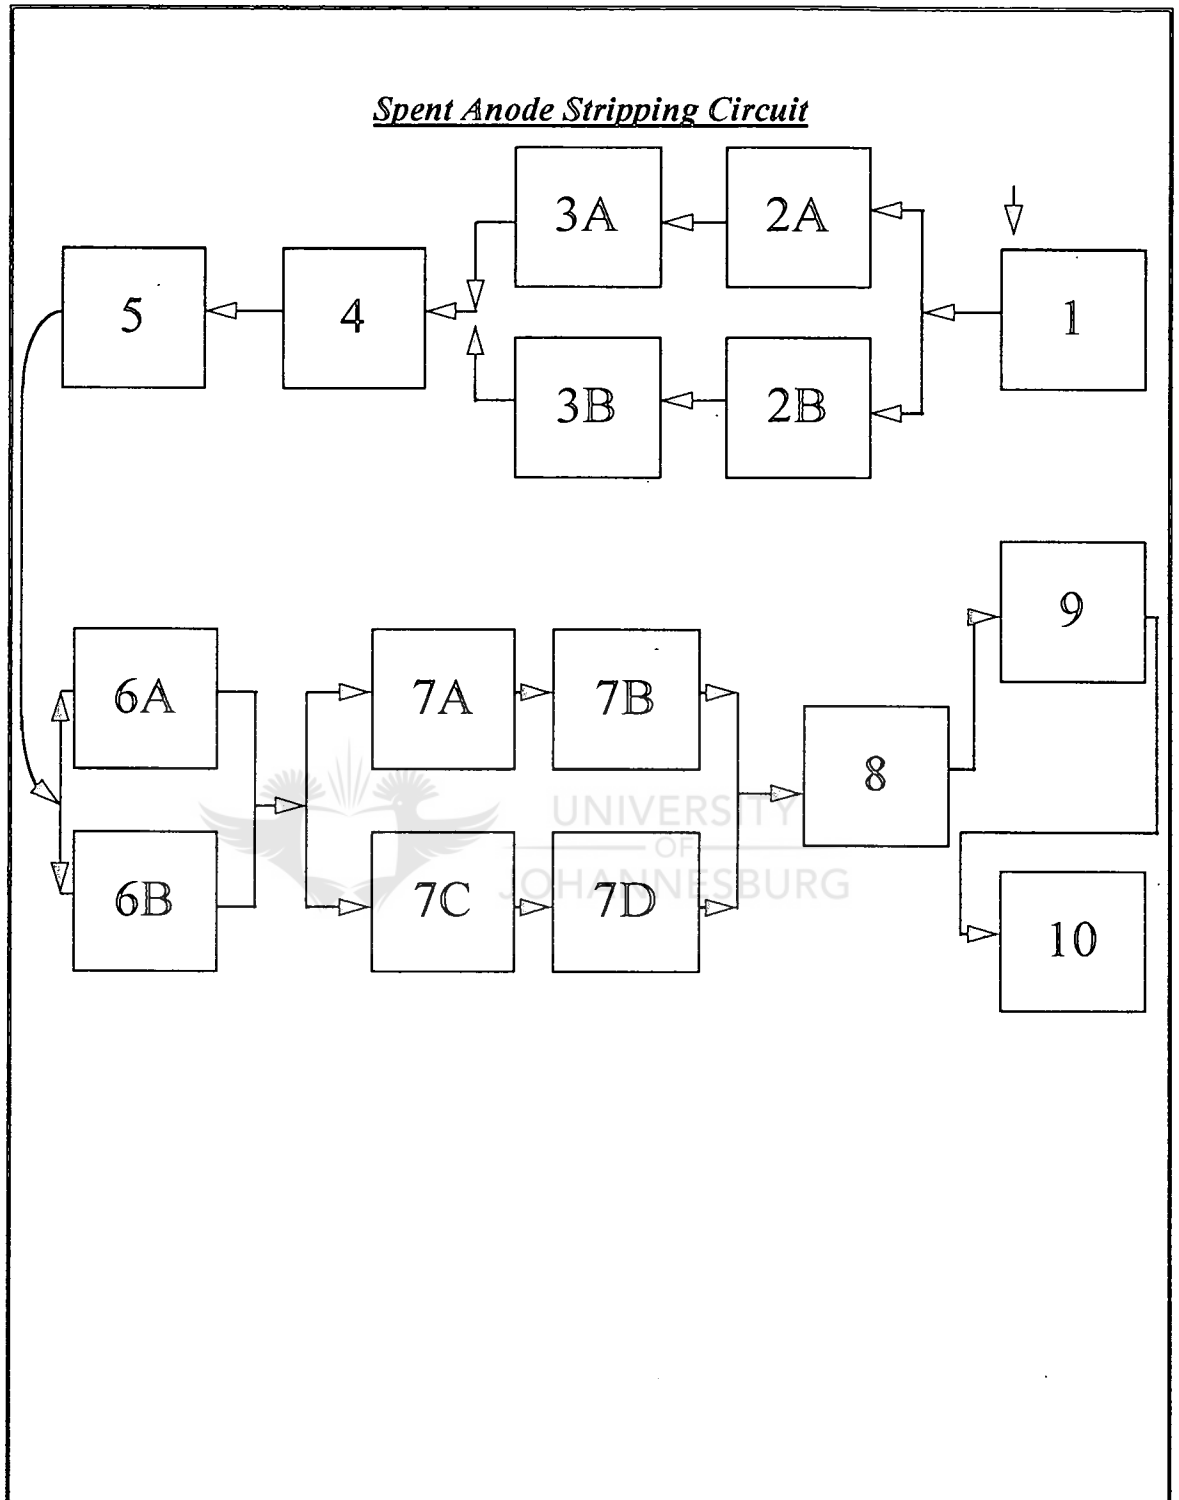 Spent Anode Stripping Circuit
3A
2A
5
4
1
3B
2B
9
6A
7A
7B
8
UNIVERSITY
OF
JOHANNESBURG
6B
7C
7D
10